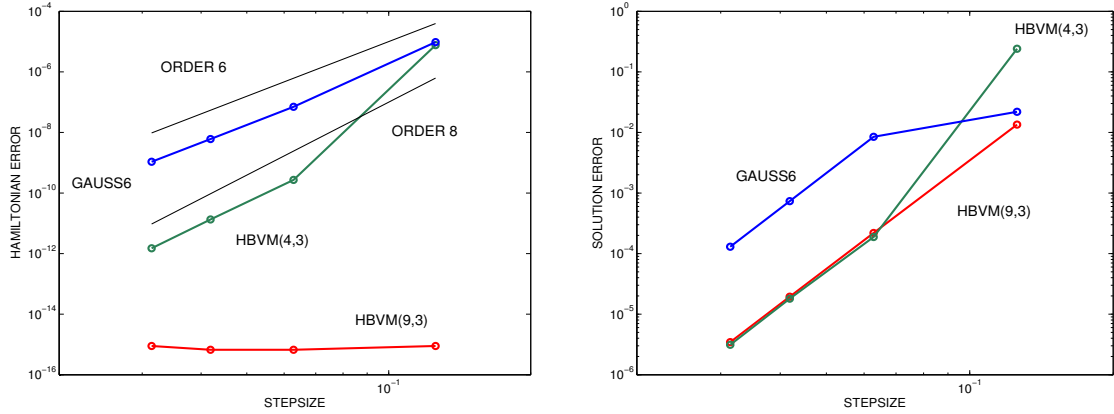 10^-4
10^-6
10^-8
10^-10
10^-12
10^-14
10^-16
HAMILTONIAN ERROR
ORDER 6
ORDER 8
GAUSS6
HBVM(4,3)
HBVM(9,3)
10^-1
STEPSIZE
10^0
10^-1
10^-2
10^-3
10^-4
10^-5
10^-6
SOLUTION ERROR
HBVM(4,3)
GAUSS6
HBVM(9,3)
10^-1
STEPSIZE